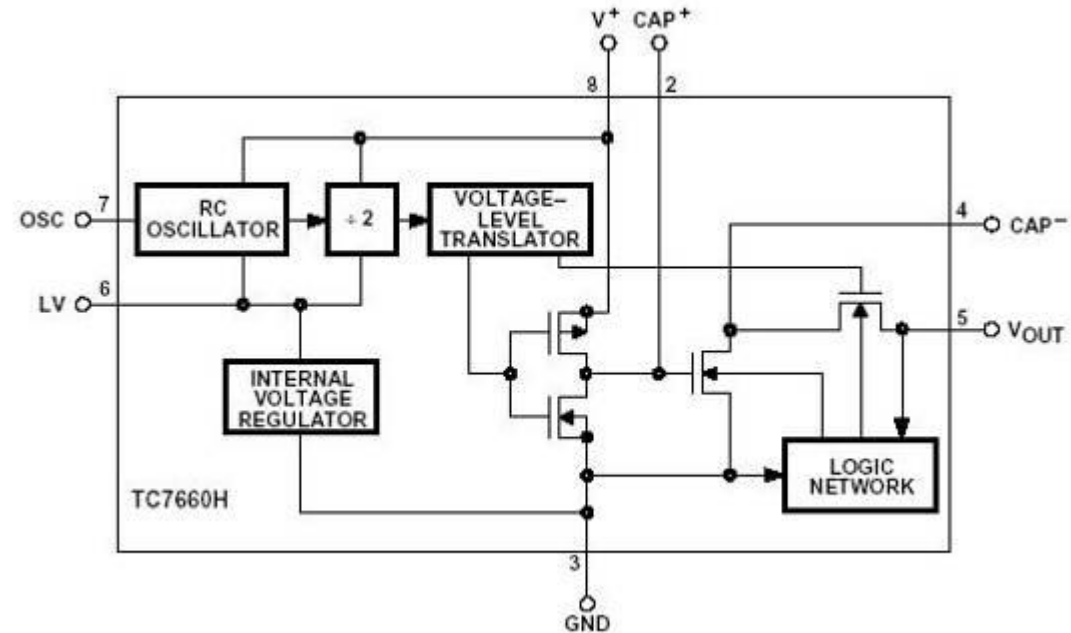 V+ CAP+
8 2
7
OSC
RC
OSCILLATOR
÷ 2
VOLTAGE–
LEVEL
TRANSLATOR
4
CAP–
6
LV
5
VOUT
INTERNAL
VOLTAGE
REGULATOR
LOGIC
NETWORK
TC7660H
3
GND